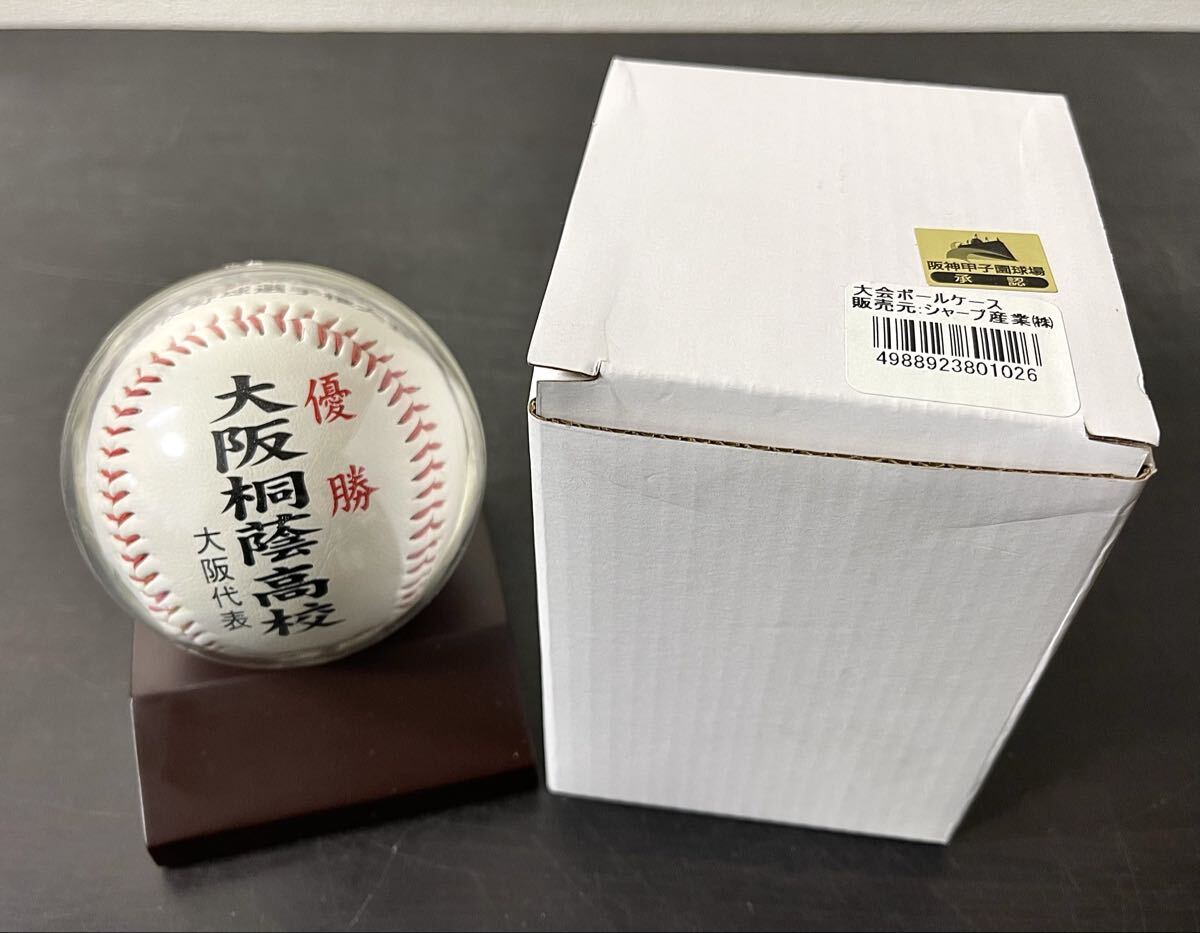 優勝
大阪桐蔭高校
大阪代表
阪神甲子園球場
承認
大会ボールケース
販売元:シャープ産業㈱
4988923801026